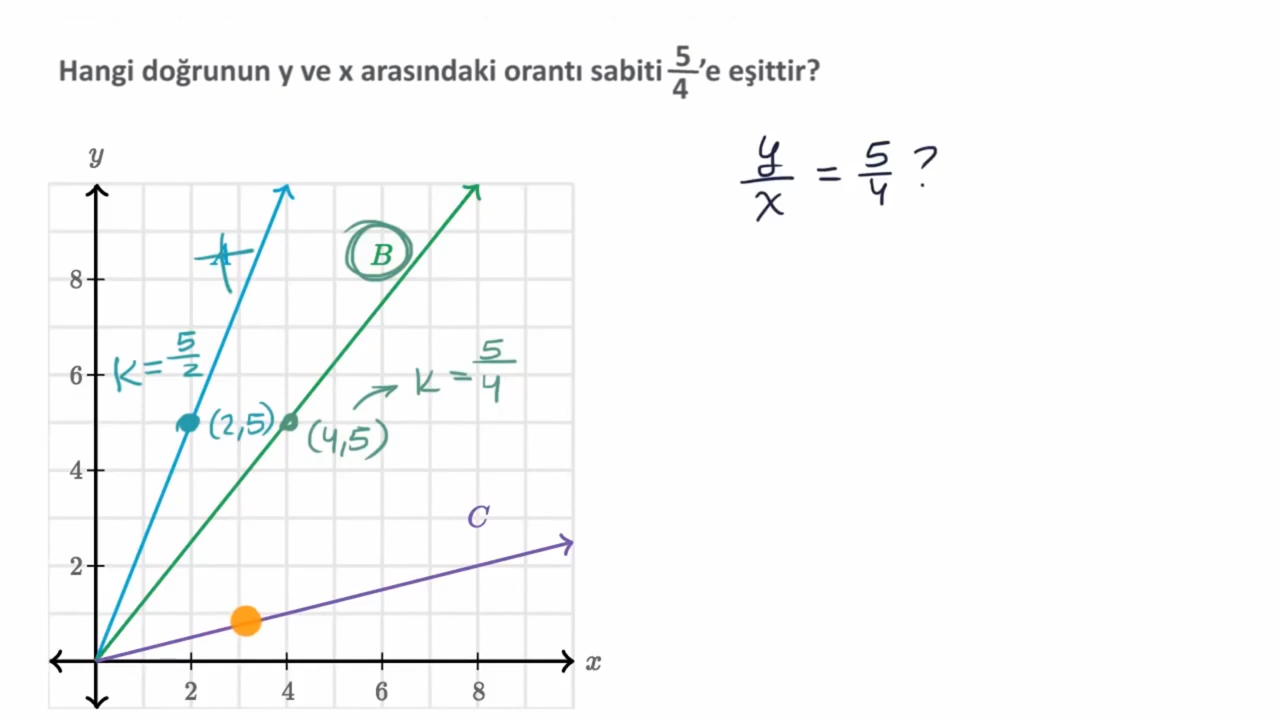 Hangi doğrunun y ve x arasındaki orantı sabiti 5/4'e eşittir?
y/x = 5/4 ?
y
A
B
8
K = 5/2
K = 5/4
6
(2,5)
(4,5)
4
C
2
x
2 4 6 8